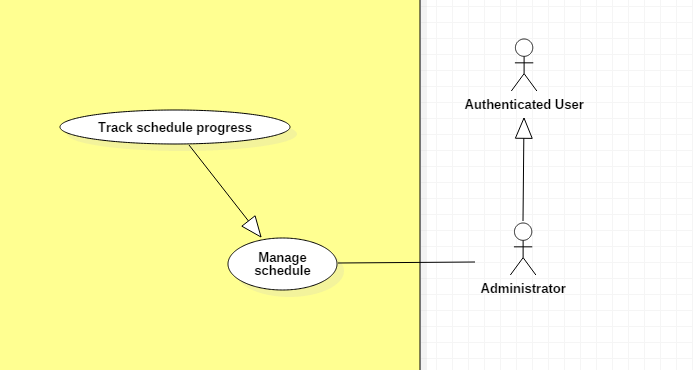 Authenticated User
Track schedule progress
Manage
schedule
Administrator